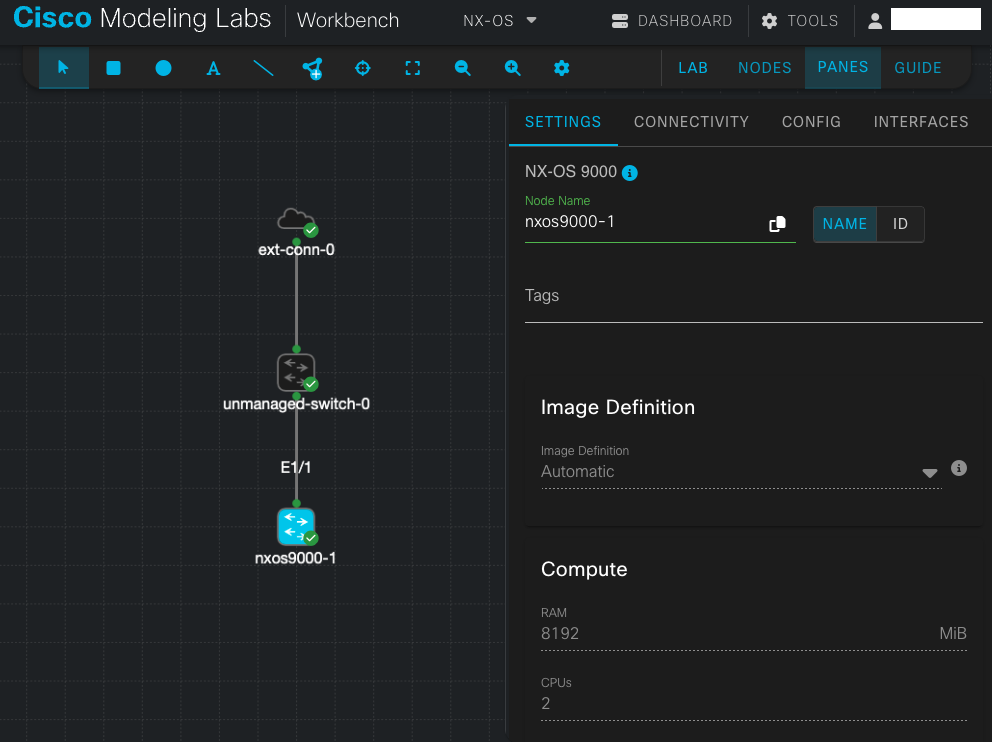 Cisco Modeling Labs Workbench NX-OS DASHBOARD TOOLS
A LAB NODES PANES GUIDE
SETTINGS CONNECTIVITY CONFIG INTERFACES
NX-OS 9000
Node Name
nxos9000-1 NAME ID
Tags
ext-conn-0
unmanaged-switch-0
E1/1
nxos9000-1
Image Definition
Image Definition
Automatic
Compute
RAM
8192 MiB
CPUs
2